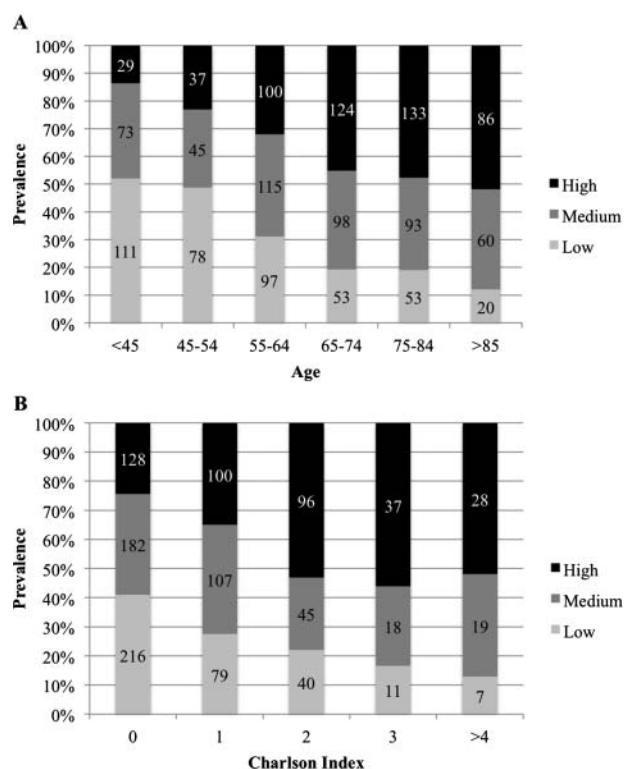 A
100%
90%
80%
70%
60%
50%
40%
30%
20%
10%
0%
Prevalence
29 37 100 124 133 86
73 45 115 98 93 60
111 78 97 53 53 20
<45 45-54 55-64 65-74 75-84 >85
Age
High
Medium
Low
B
100%
90%
80%
70%
60%
50%
40%
30%
20%
10%
0%
Prevalence
128 100 96 37 28
182 107 45 18 19
216 79 40 11 7
0 1 2 3 >4
Charlson Index
High
Medium
Low